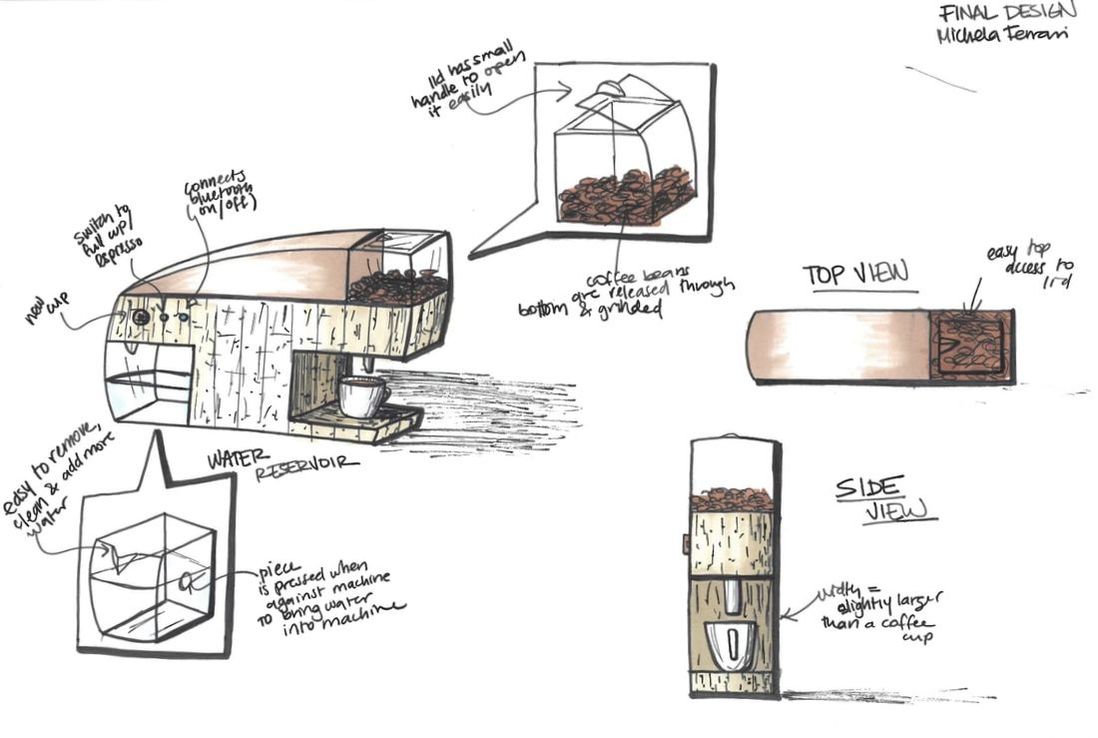 FINAL DESIGN
Michela Ferrari
lid has small
handle to open
it easily
connects
bluetooth
on/off)
switch to
full cup/
Espresso
new cup
coffee beans
are released through
bottom & grinded
TOP VIEW
easy top
access to
lid
WATER
RESERVOIR
easy to remove,
clean & add more
water
piece
is pressed when
against machine
TO bring water
into machine
SIDE
VIEW
width =
slightly larger
than a coffee
cup